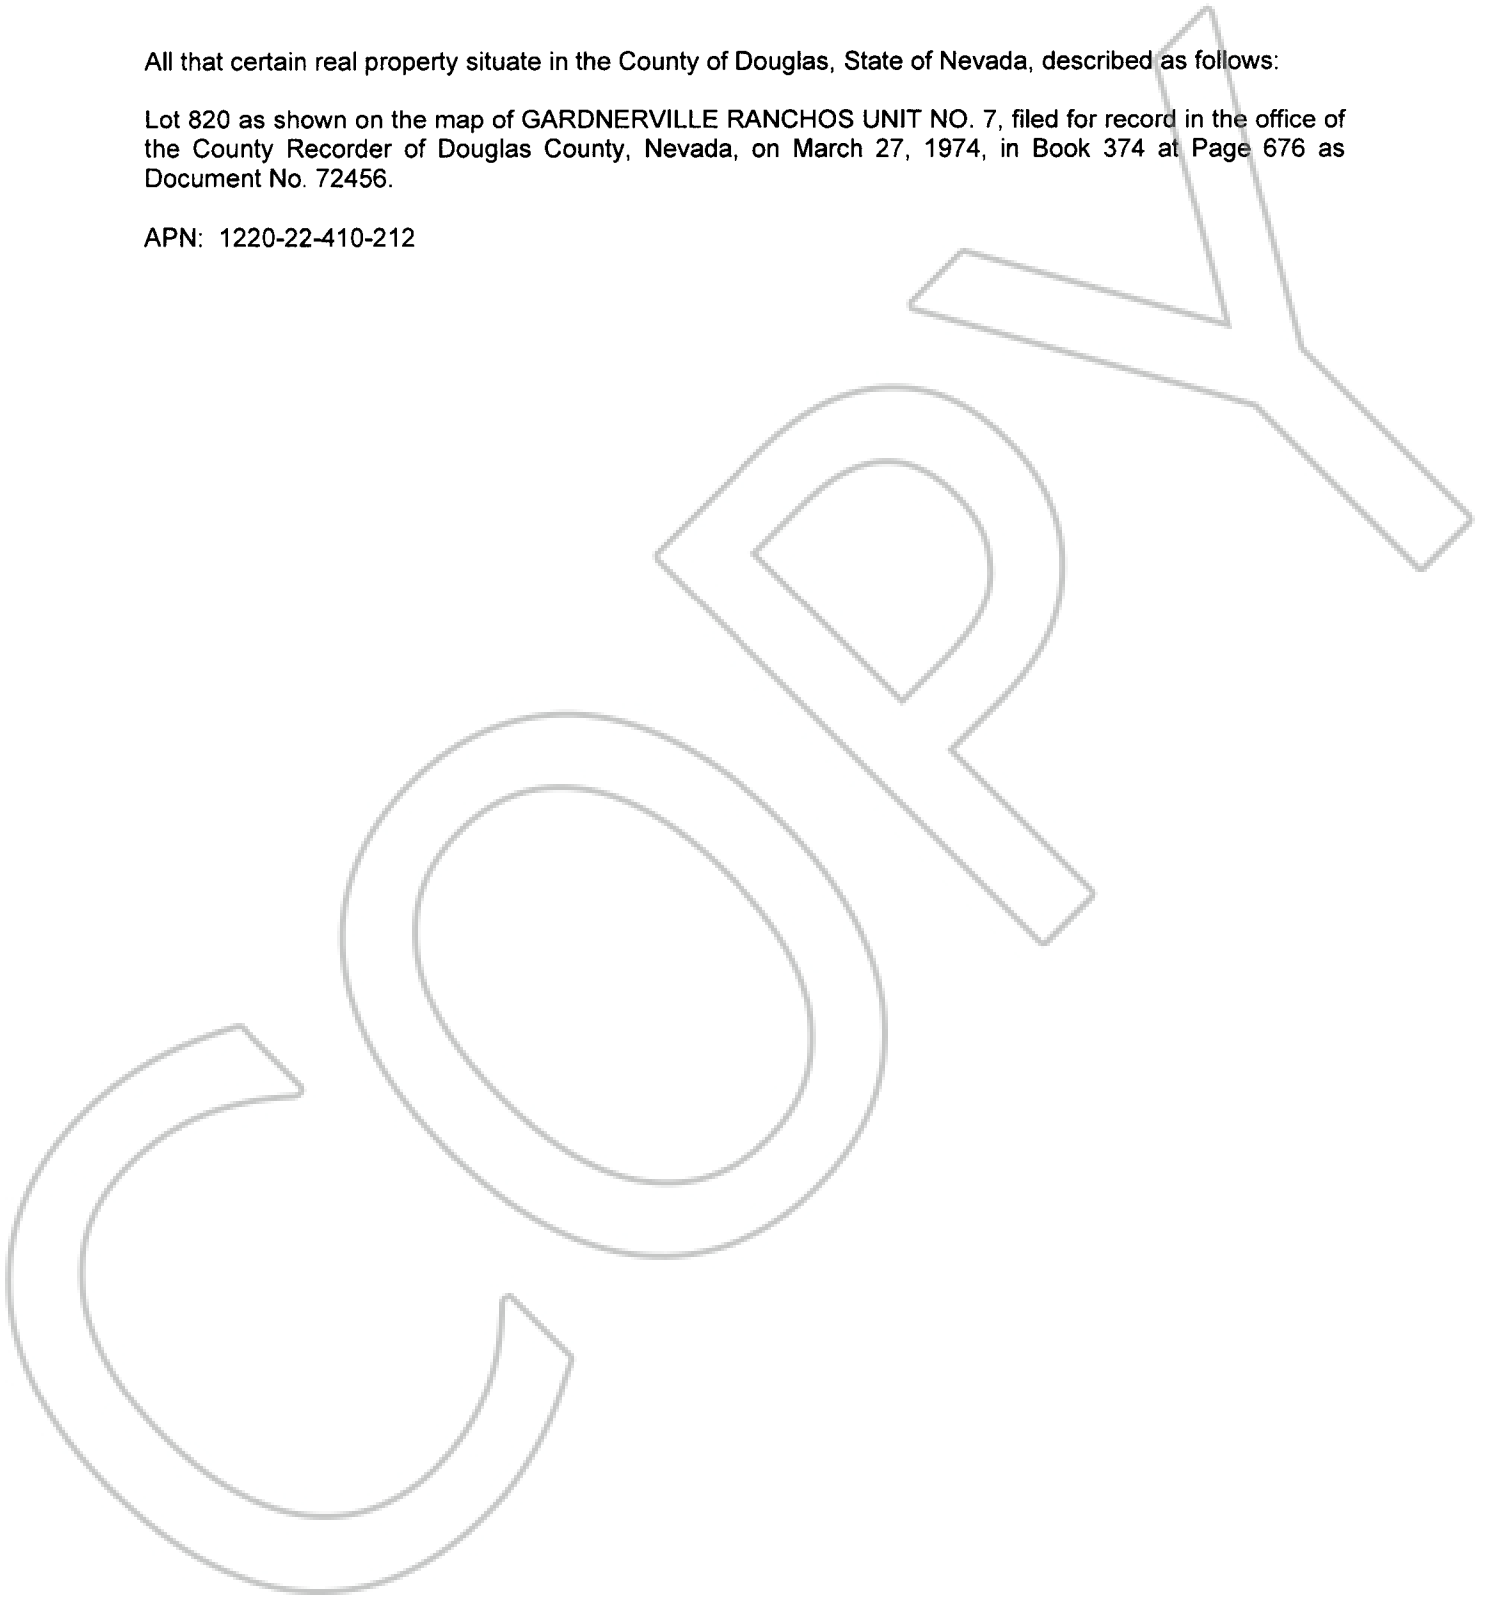 All that certain real property situate in the County of Douglas, State of Nevada, described as follows:
Lot 820 as shown on the map of GARDNERVILLE RANCHOS UNIT NO. 7, filed for record in the office of
the County Recorder of Douglas County, Nevada, on March 27, 1974, in Book 374 at Page 676 as
Document No. 72456.
APN: 1220-22-410-212
COPY